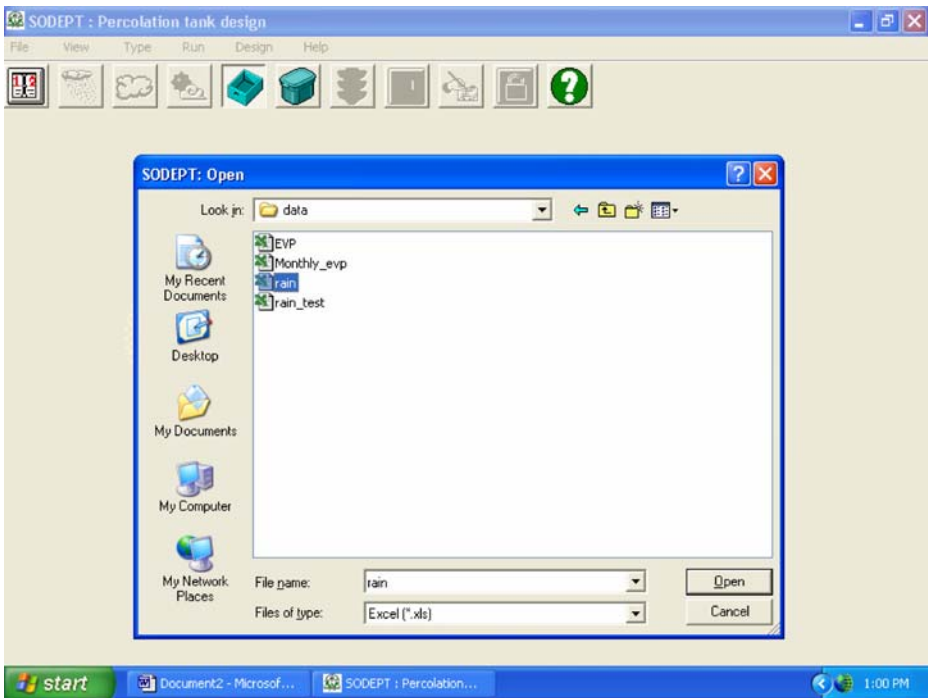 SODEPT : Percolation tank design
File View Type Run Design Help
SODEPT: Open
Look in: data
EVP
Monthly_evp
rain
rain_test
My Recent
Documents
Desktop
My Documents
My Computer
My Network
Places
File name: rain Open
Files of type: Excel (*.xls) Cancel
start Document2 - Microsof... SODEPT : Percolation... 1:00 PM